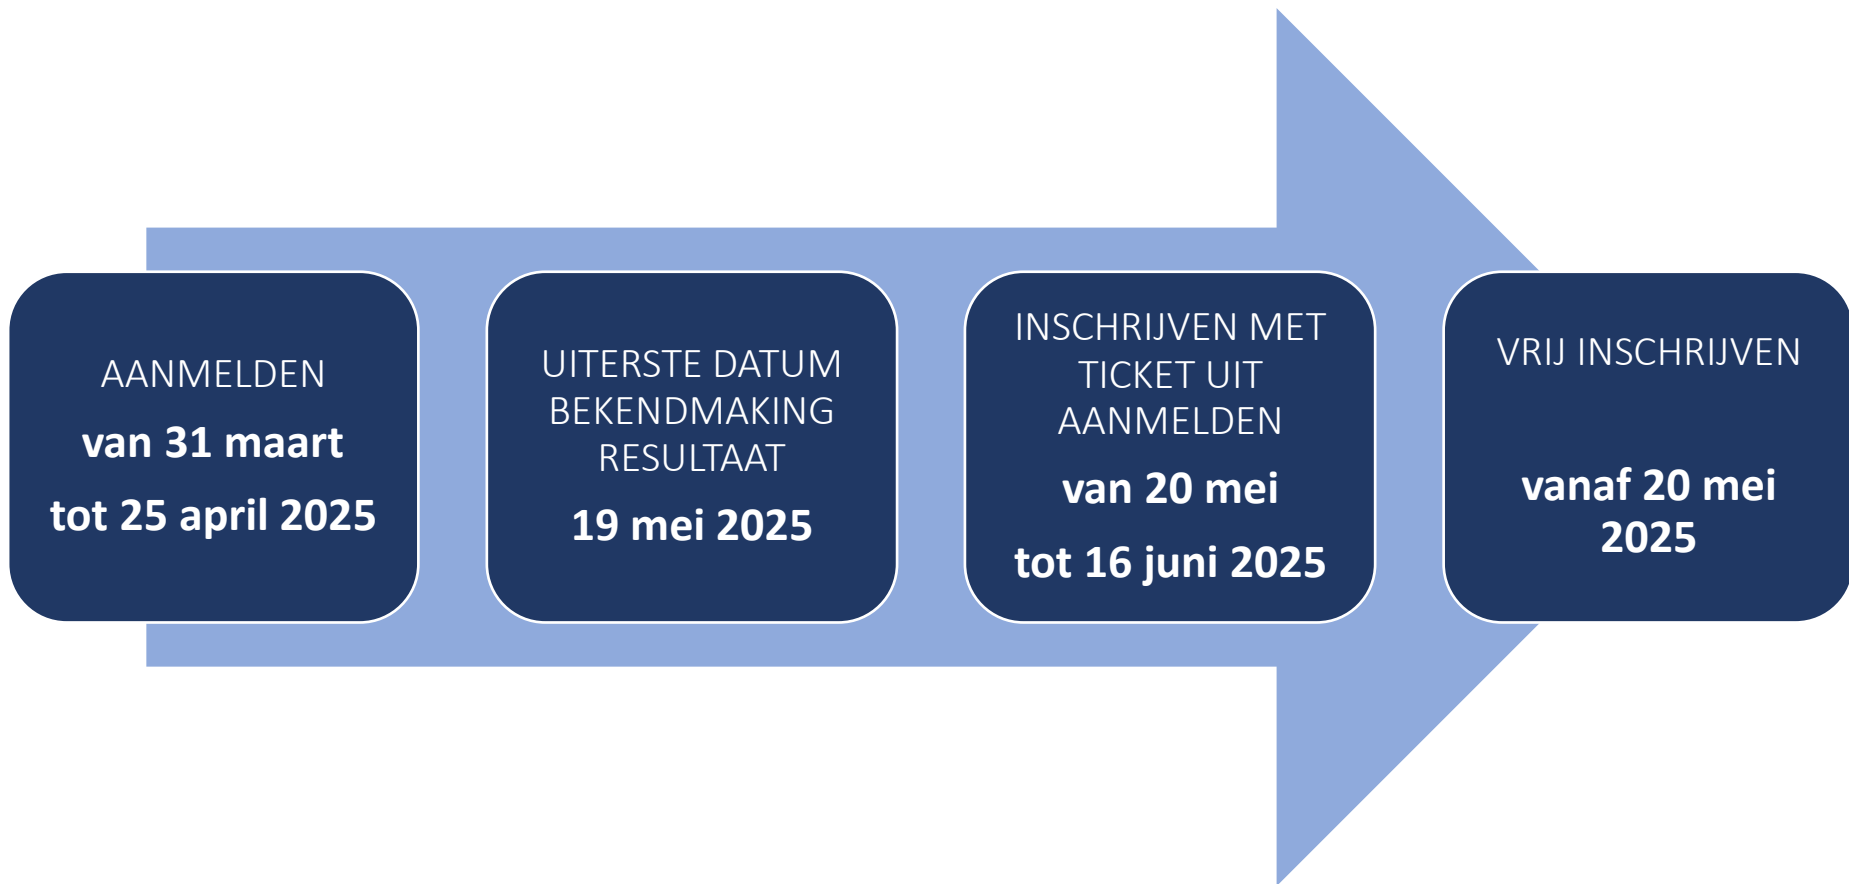 AANMELDEN
van 31 maart
tot 25 april 2025
UITERSTE DATUM
BEKENDMAKING
RESULTAAT
19 mei 2025
INSCHRIJVEN MET
TICKET UIT
AANMELDEN
van 20 mei
tot 16 juni 2025
VRIJ INSCHRIJVEN
vanaf 20 mei
2025